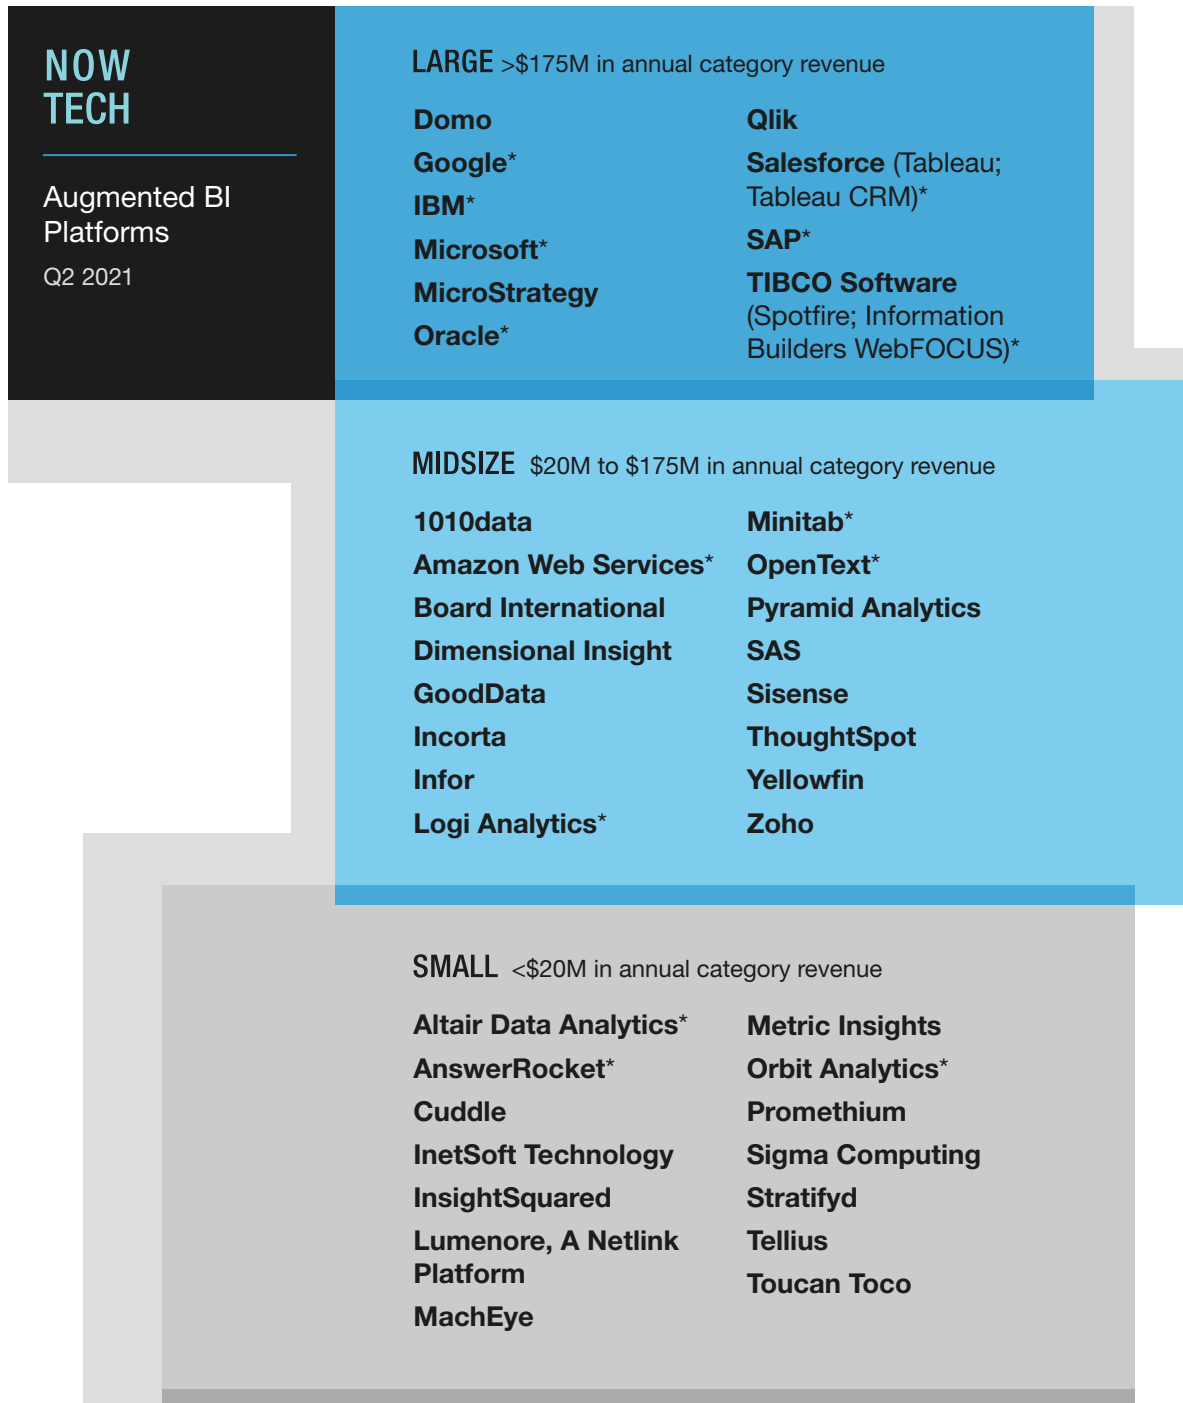 NOW
TECH
Augmented BI
Platforms
Q2 2021
LARGE >$175M in annual category revenue
Domo
Google*
IBM*
Microsoft*
MicroStrategy
Oracle*
Qlik
Salesforce (Tableau;
Tableau CRM)*
SAP*
TIBCO Software
(Spotfire; Information
Builders WebFOCUS)*
MIDSIZE $20M to $175M in annual category revenue
1010data
Amazon Web Services*
Board International
Dimensional Insight
GoodData
Incorta
Infor
Logi Analytics*
Minitab*
OpenText*
Pyramid Analytics
SAS
Sisense
ThoughtSpot
Yellowfin
Zoho
SMALL <$20M in annual category revenue
Altair Data Analytics*
AnswerRocket*
Cuddle
InetSoft Technology
InsightSquared
Lumenore, A Netlink
Platform
MachEye
Metric Insights
Orbit Analytics*
Promethium
Sigma Computing
Stratifyd
Tellius
Toucan Toco